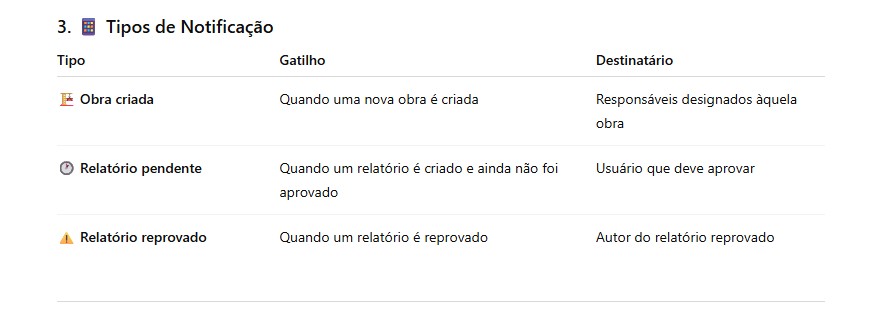 3. 📱 Tipos de Notificação
Tipo Gatilho Destinatário
🏗️ Obra criada Quando uma nova obra é criada Responsáveis designados àquela
obra
🕐 Relatório pendente Quando um relatório é criado e ainda não foi Usuário que deve aprovar
aprovado
⚠️ Relatório reprovado Quando um relatório é reprovado Autor do relatório reprovado